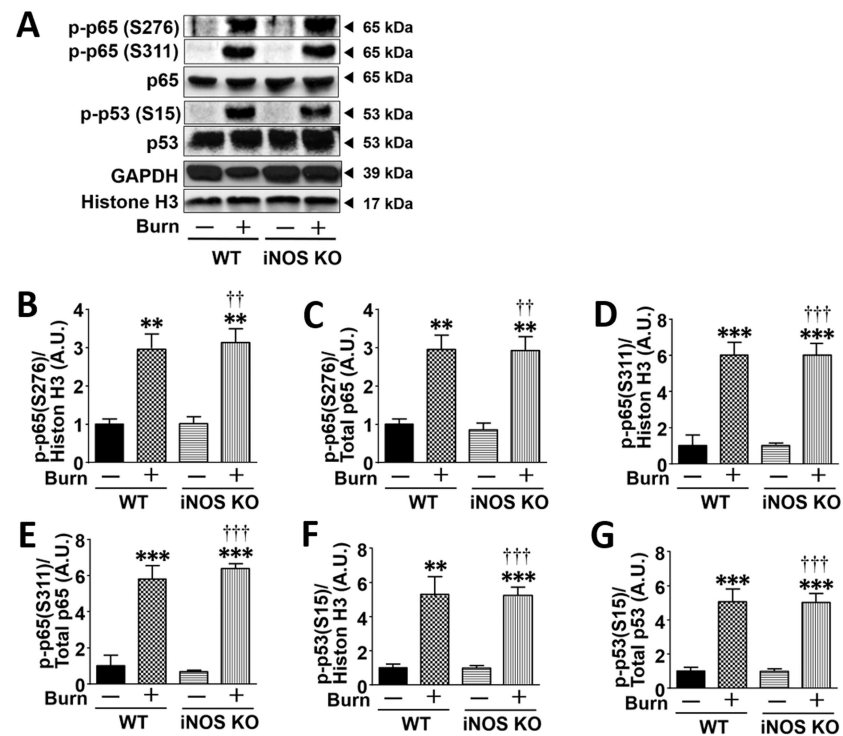 A
p-p65 (S276) ◄ 65 kDa
p-p65 (S311) ◄ 65 kDa
p65 ◄ 65 kDa
p-p53 (S15) ◄ 53 kDa
p53 ◄ 53 kDa
GAPDH ◄ 39 kDa
Histone H3 ◄ 17 kDa
Burn — + — +
WT iNOS KO
B
p-p65(S276)/
Histon H3 (A.U.)
4
3
2
1
0
**
††
**
Burn — + — +
WT iNOS KO
C
p-p65(S276)/
Total p65 (A.U.)
4
3
2
1
0
**
††
**
Burn — + — +
WT iNOS KO
D
p-p65(S311)/
Histon H3 (A.U.)
8
6
4
2
0
***
†††
***
Burn — + — +
WT iNOS KO
E
p-p65(S311)/
Total p65 (A.U.)
8
6
4
2
0
***
†††
***
Burn — + — +
WT iNOS KO
F
p-p53(S15)/
Histon H3 (A.U.)
8
6
4
2
0
**
†††
***
Burn — + — +
WT iNOS KO
G
p-p53(S15)/
Total p53 (A.U.)
8
6
4
2
0
***
†††
***
Burn — + — +
WT iNOS KO